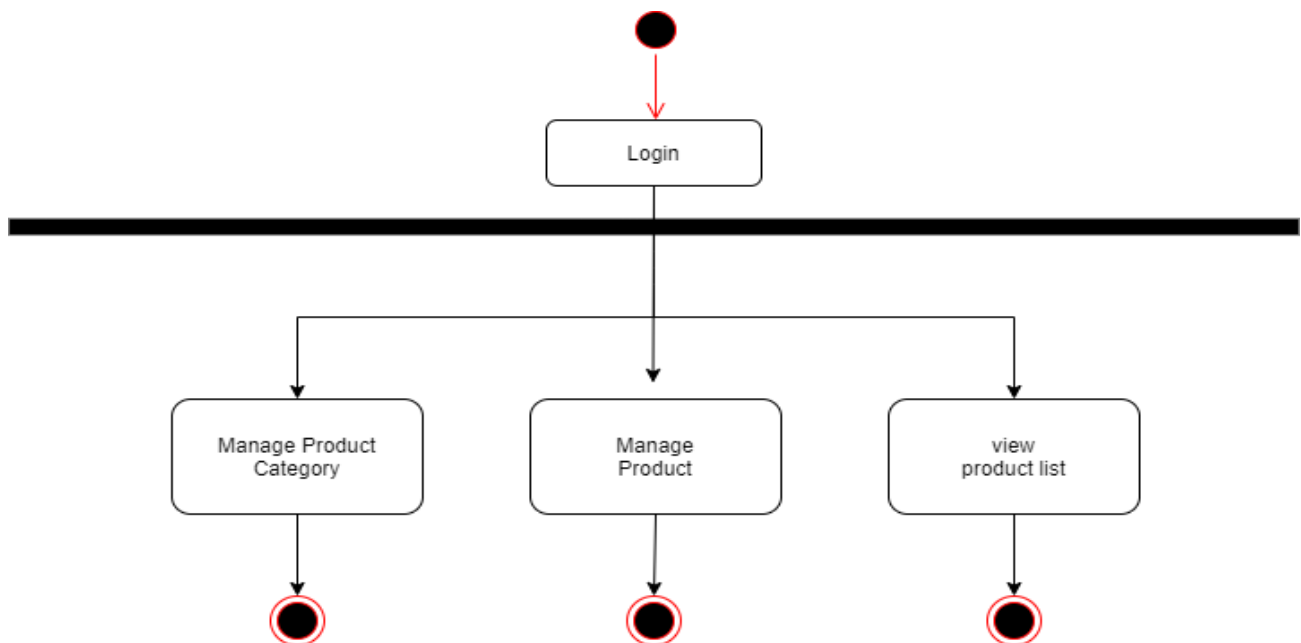 Login
Manage Product
Category
Manage
Product
view
product list